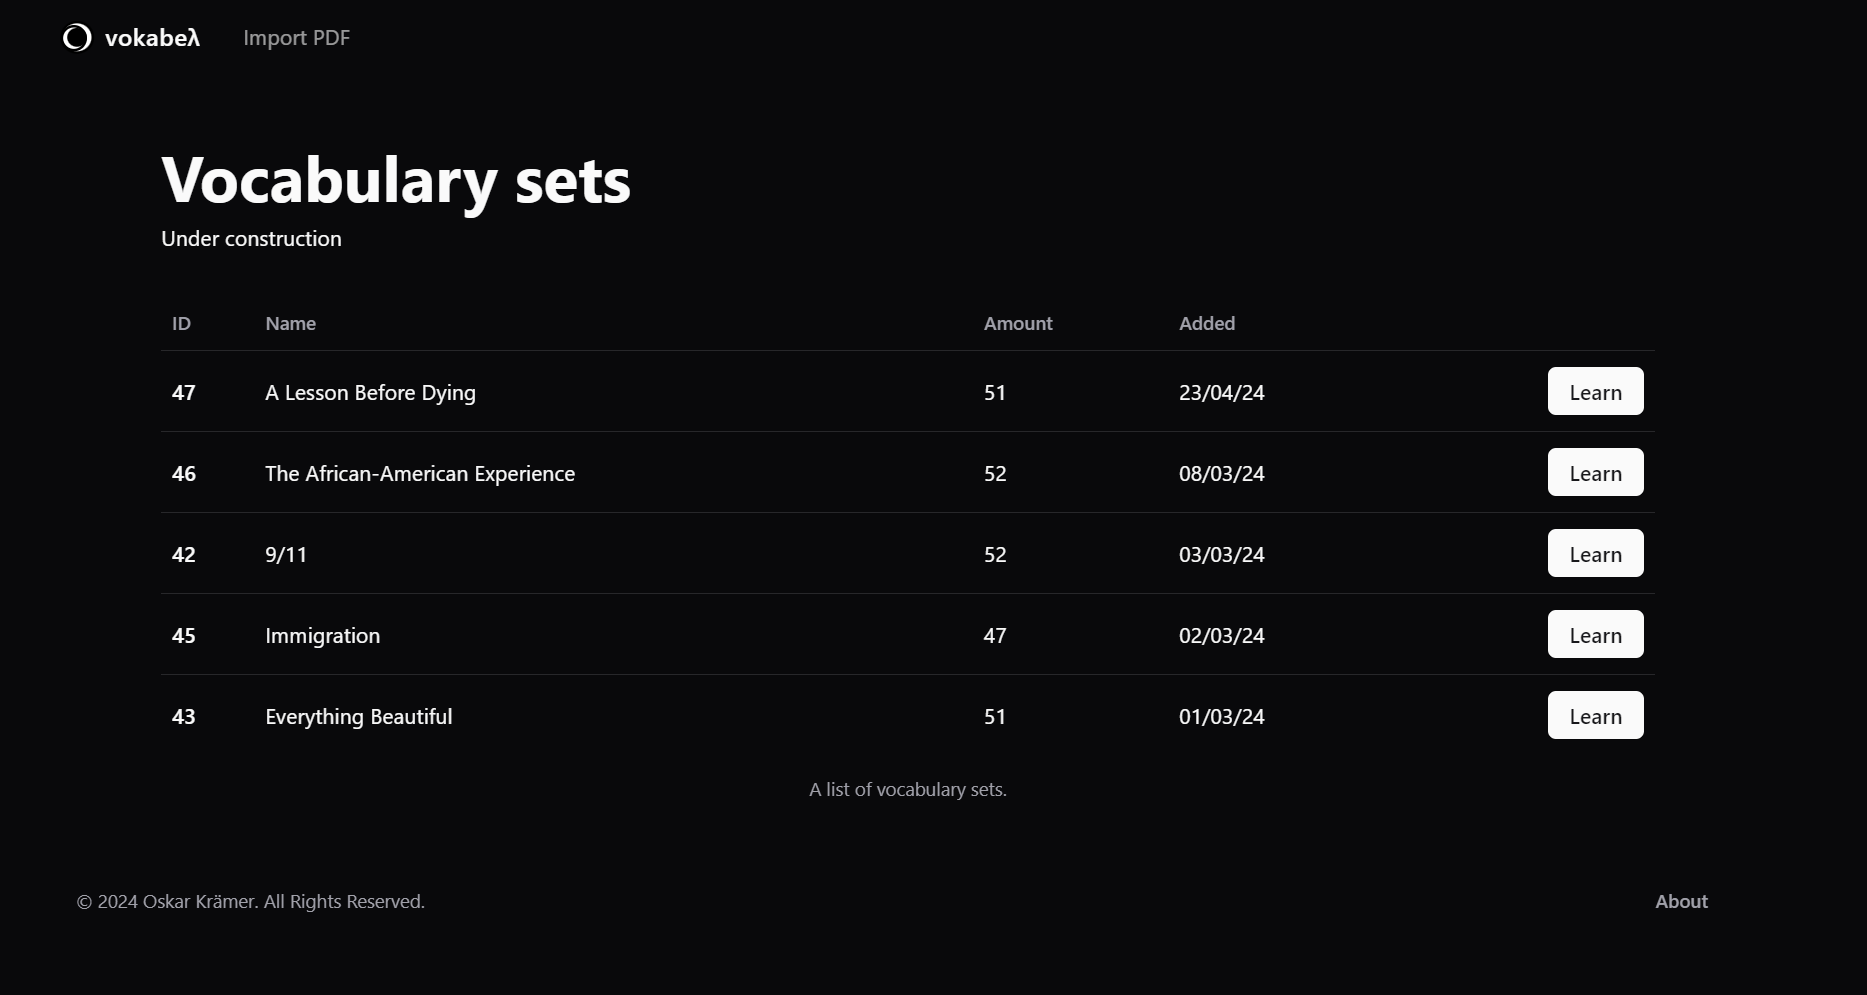 vokabeλ Import PDF
Vocabulary sets
Under construction
ID Name Amount Added
47 A Lesson Before Dying 51 23/04/24 Learn
46 The African-American Experience 52 08/03/24 Learn
42 9/11 52 03/03/24 Learn
45 Immigration 47 02/03/24 Learn
43 Everything Beautiful 51 01/03/24 Learn
A list of vocabulary sets.
© 2024 Oskar Krämer. All Rights Reserved. About